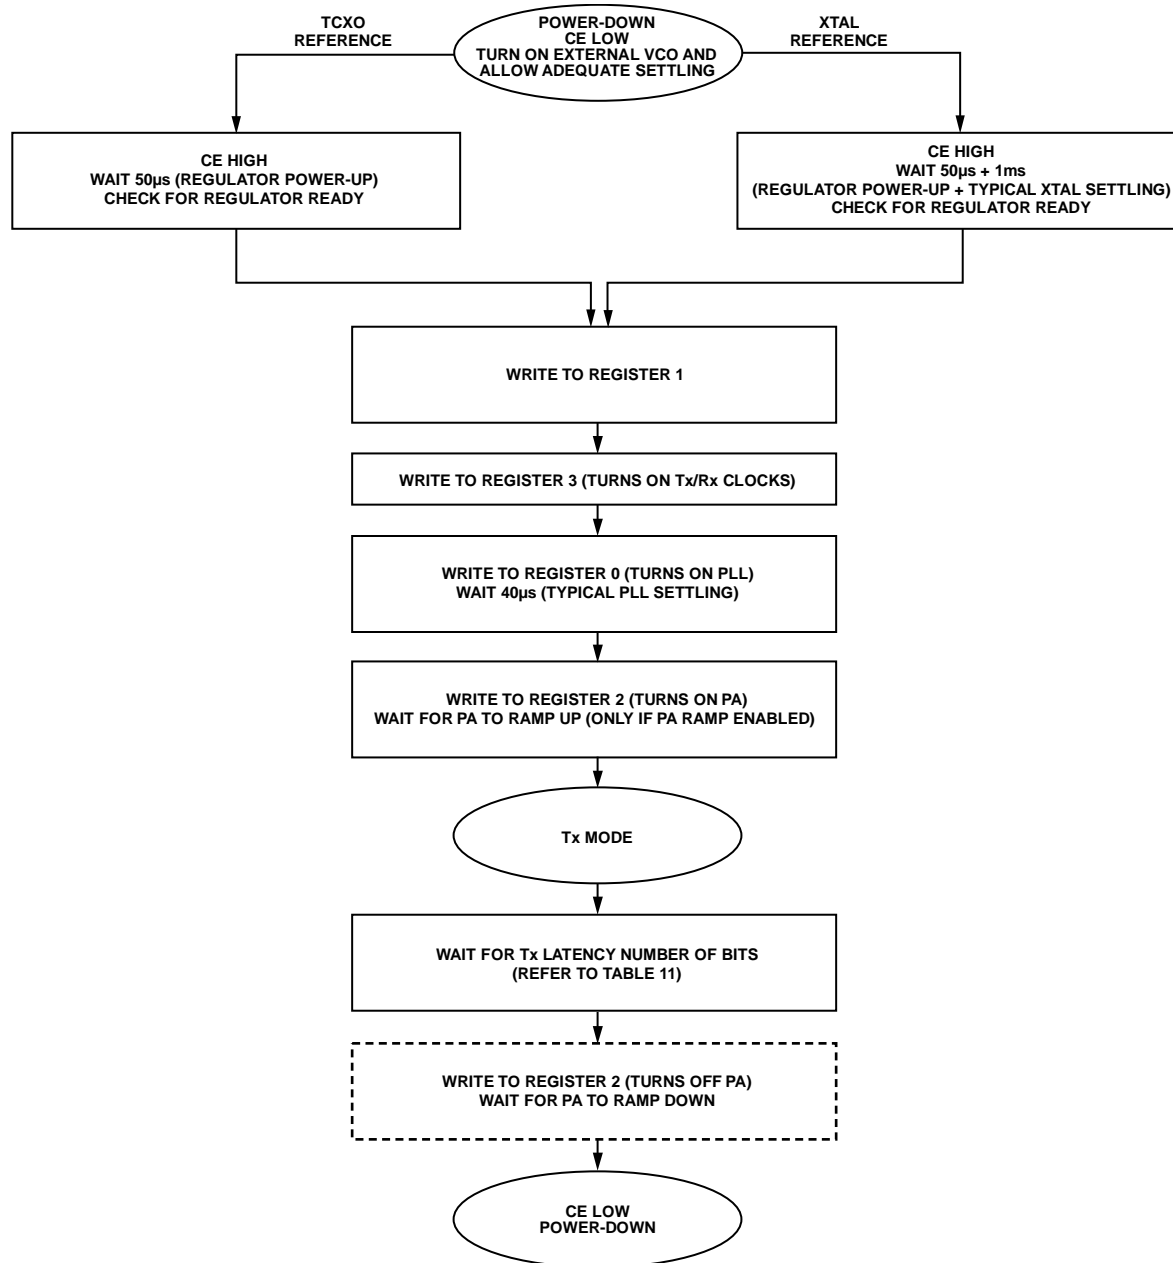 TCXO
REFERENCE
POWER-DOWN
CE LOW
TURN ON EXTERNAL VCO AND
ALLOW ADEQUATE SETTLING
XTAL
REFERENCE
CE HIGH
WAIT 50µs (REGULATOR POWER-UP)
CHECK FOR REGULATOR READY
CE HIGH
WAIT 50µs + 1ms
(REGULATOR POWER-UP + TYPICAL XTAL SETTLING)
CHECK FOR REGULATOR READY
WRITE TO REGISTER 1
WRITE TO REGISTER 3 (TURNS ON Tx/Rx CLOCKS)
WRITE TO REGISTER 0 (TURNS ON PLL)
WAIT 40µs (TYPICAL PLL SETTLING)
WRITE TO REGISTER 2 (TURNS ON PA)
WAIT FOR PA TO RAMP UP (ONLY IF PA RAMP ENABLED)
Tx MODE
WAIT FOR Tx LATENCY NUMBER OF BITS
(REFER TO TABLE 11)
WRITE TO REGISTER 2 (TURNS OFF PA)
WAIT FOR PA TO RAMP DOWN
CE LOW
POWER-DOWN